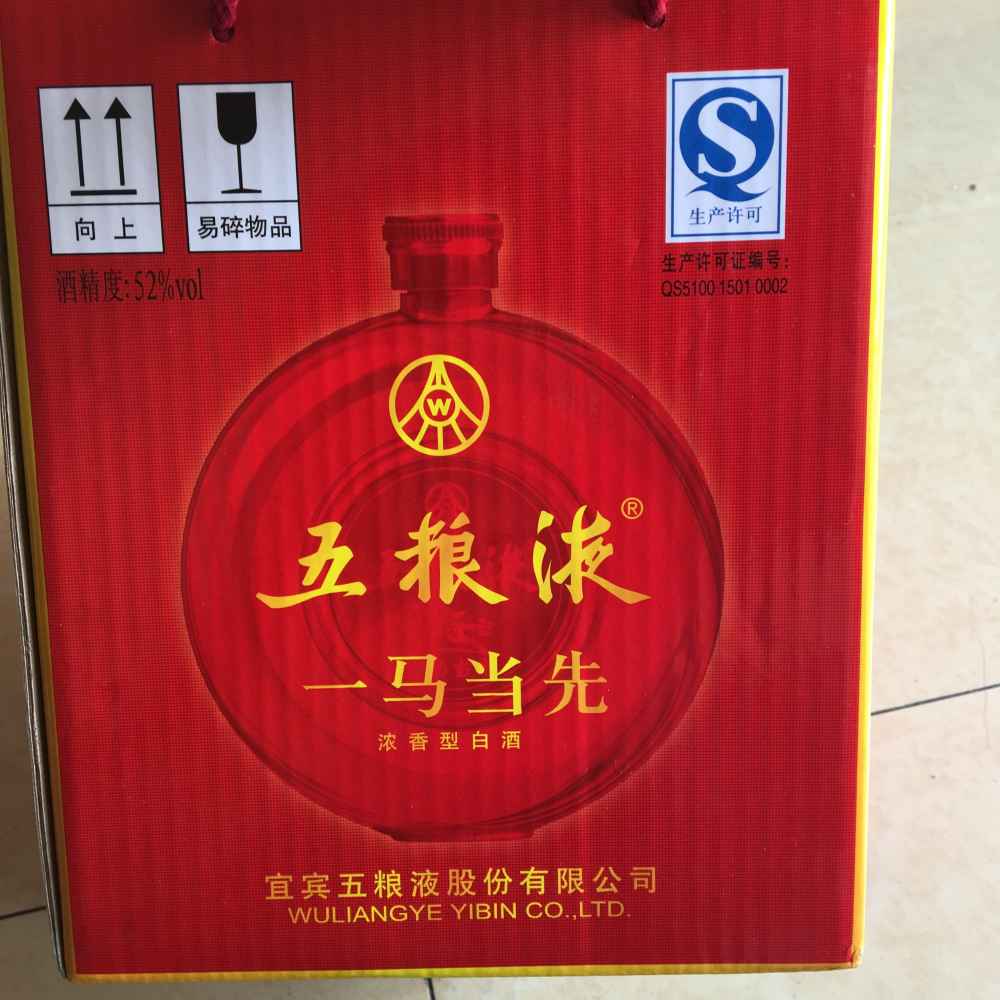 向上
易碎物品
生产许可
酒精度:52%vol
生产许可证编号:
QS5100 1501 0002
W
五粮液®
一马当先
浓香型白酒
宜宾五粮液股份有限公司
WULIANGYE YIBIN CO.,LTD.